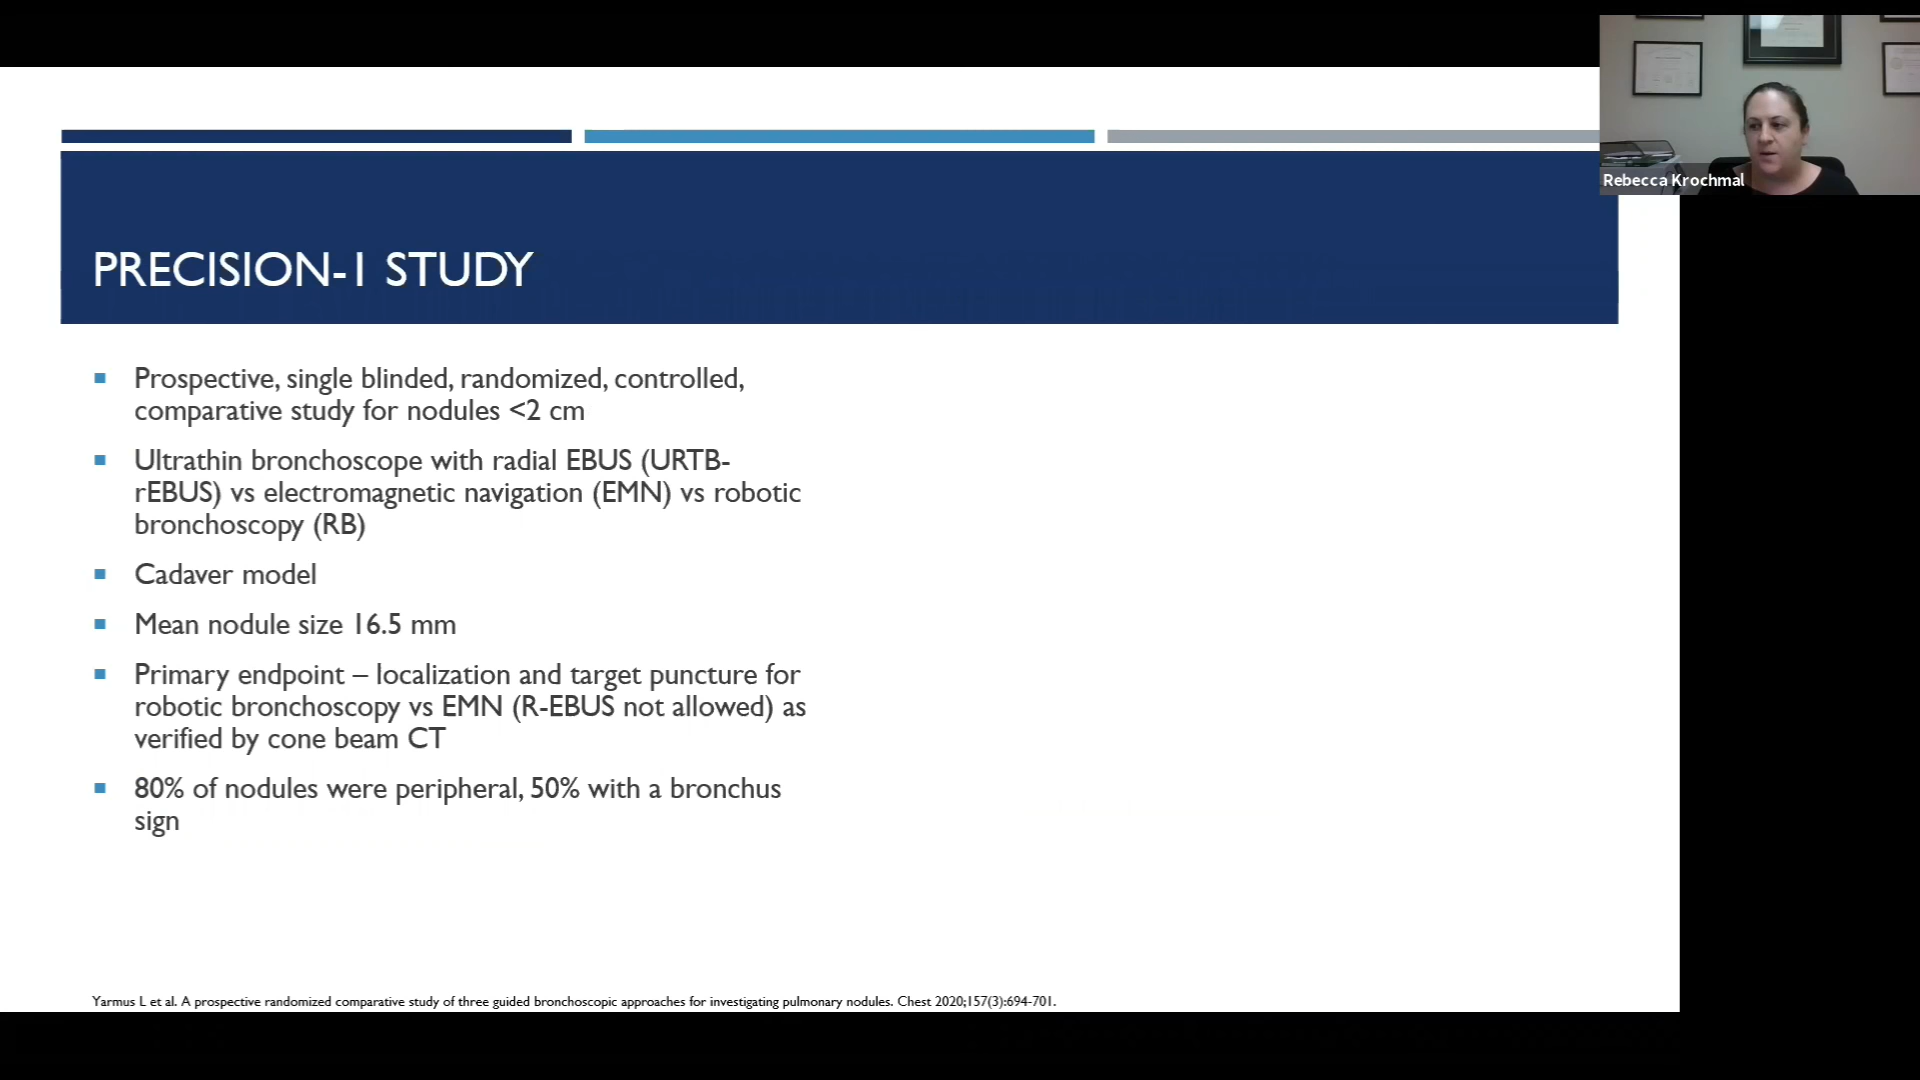 Rebecca Krochmal
PRECISION-1 STUDY
Prospective, single blinded, randomized, controlled,
comparative study for nodules <2 cm
Ultrathin bronchoscope with radial EBUS (URTB-
rEBUS) vs electromagnetic navigation (EMN) vs robotic
bronchoscopy (RB)
Cadaver model
Mean nodule size 16.5 mm
Primary endpoint – localization and target puncture for
robotic bronchoscopy vs EMN (R-EBUS not allowed) as
verified by cone beam CT
80% of nodules were peripheral, 50% with a bronchus
sign
Yarmus L et al. A prospective randomized comparative study of three guided bronchoscopic approaches for investigating pulmonary nodules. Chest 2020;157(3):694-701.